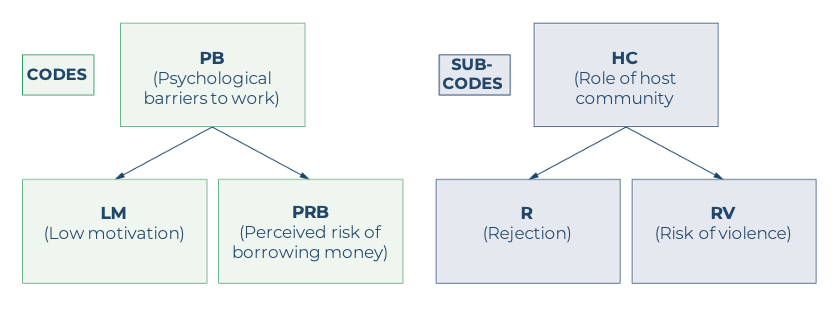 CODES
PB
(Psychological
barriers to work)
LM
(Low motivation)
PRB
(Perceived risk of
borrowing money)
SUB-
CODES
HC
(Role of host
community
R
(Rejection)
RV
(Risk of violence)